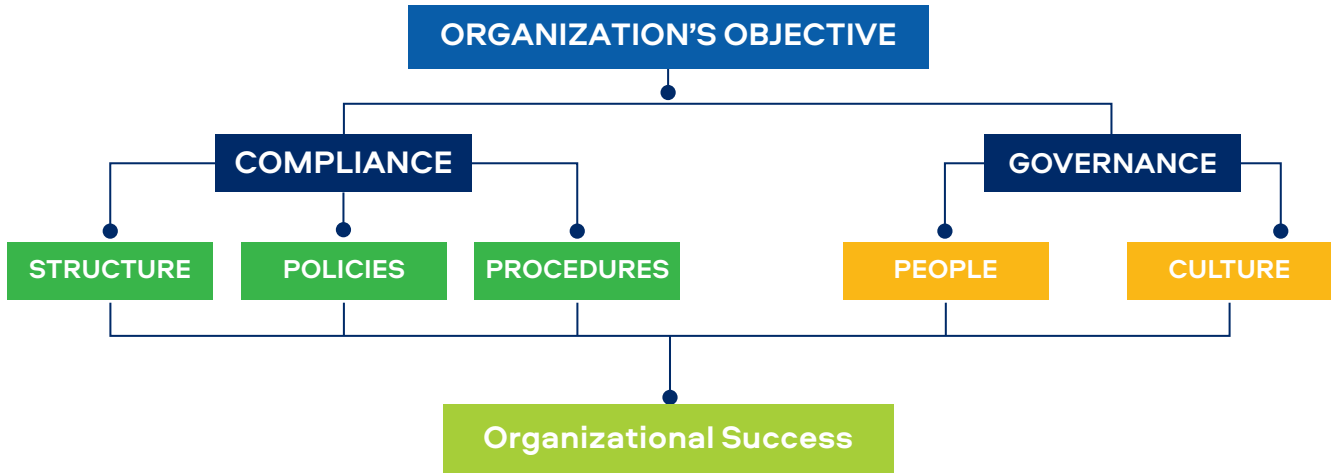 ORGANIZATION’S OBJECTIVE
COMPLIANCE
GOVERNANCE
STRUCTURE
POLICIES
PROCEDURES
PEOPLE
CULTURE
Organizational Success